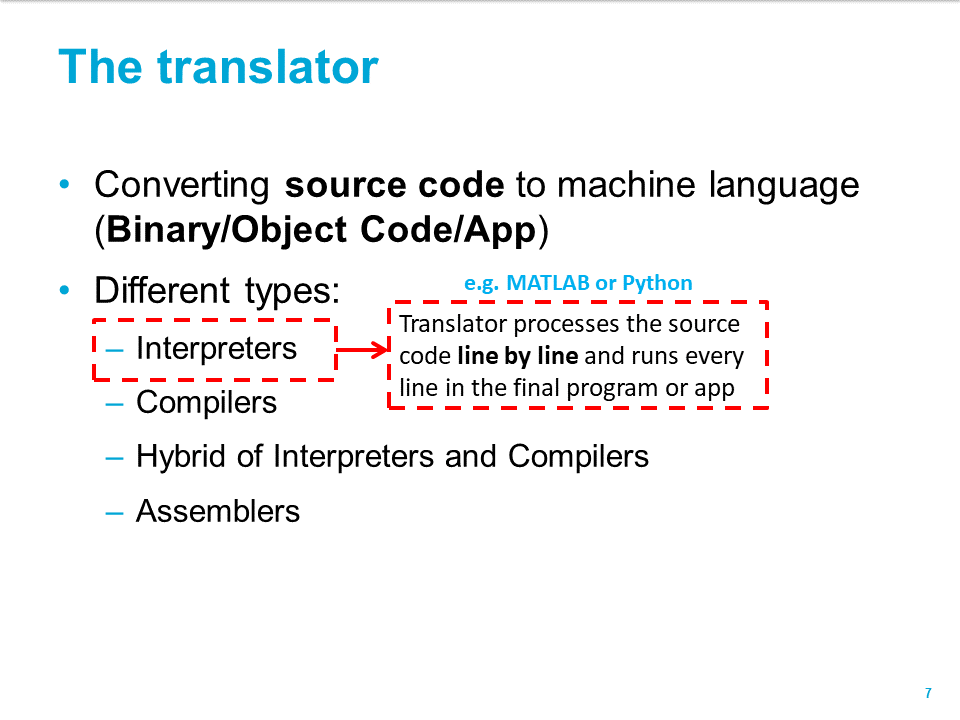 The translator
• Converting source code to machine language
(Binary/Object Code/App)
• Different types:
e.g. MATLAB or Python
– Interpreters
Translator processes the source
code line by line and runs every
line in the final program or app
– Compilers
– Hybrid of Interpreters and Compilers
– Assemblers
7